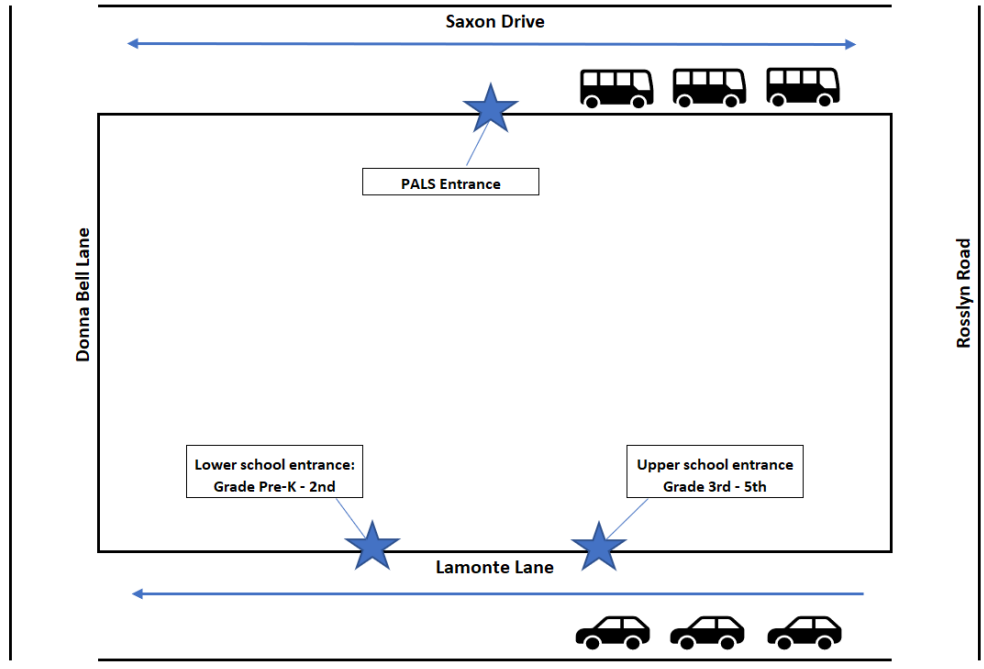 Saxon Drive
PALS Entrance
Donna Bell Lane
Rosslyn Road
Lower school entrance:
Grade Pre-K - 2nd
Upper school entrance
Grade 3rd - 5th
Lamonte Lane